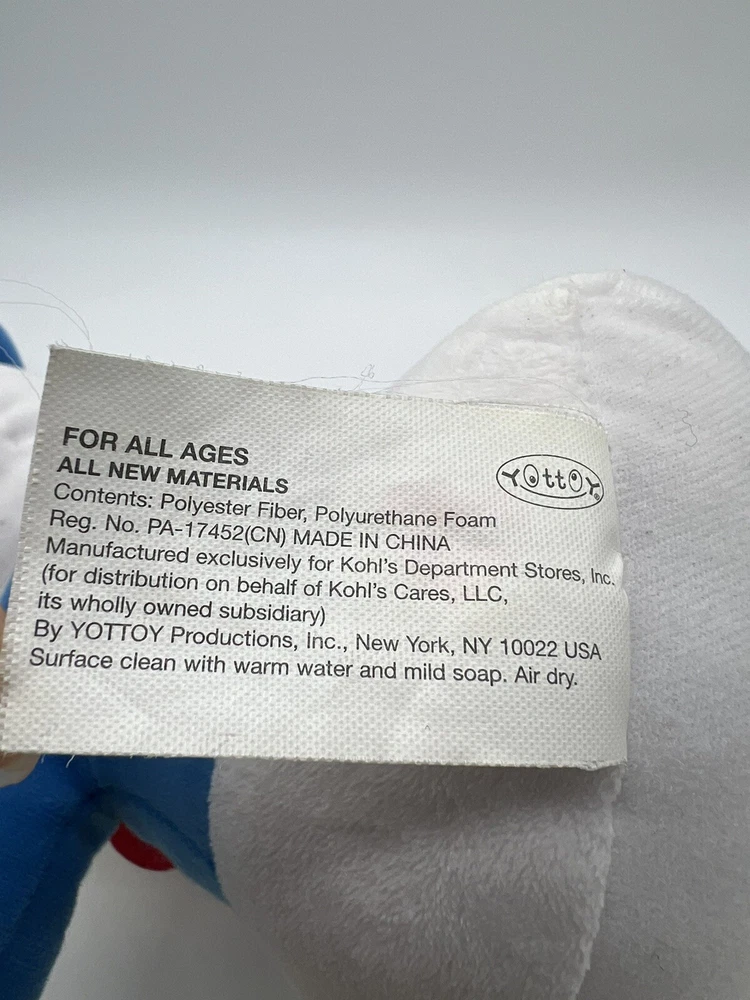 FOR ALL AGES
ALL NEW MATERIALS
YOttOY
Contents: Polyester Fiber, Polyurethane Foam
Reg. No. PA-17452(CN) MADE IN CHINA
Manufactured exclusively for Kohl's Department Stores, Inc.
(for distribution on behalf of Kohl's Cares, LLC,
its wholly owned subsidiary)
By YOTTOY Productions, Inc., New York, NY 10022 USA
Surface clean with warm water and mild soap. Air dry.